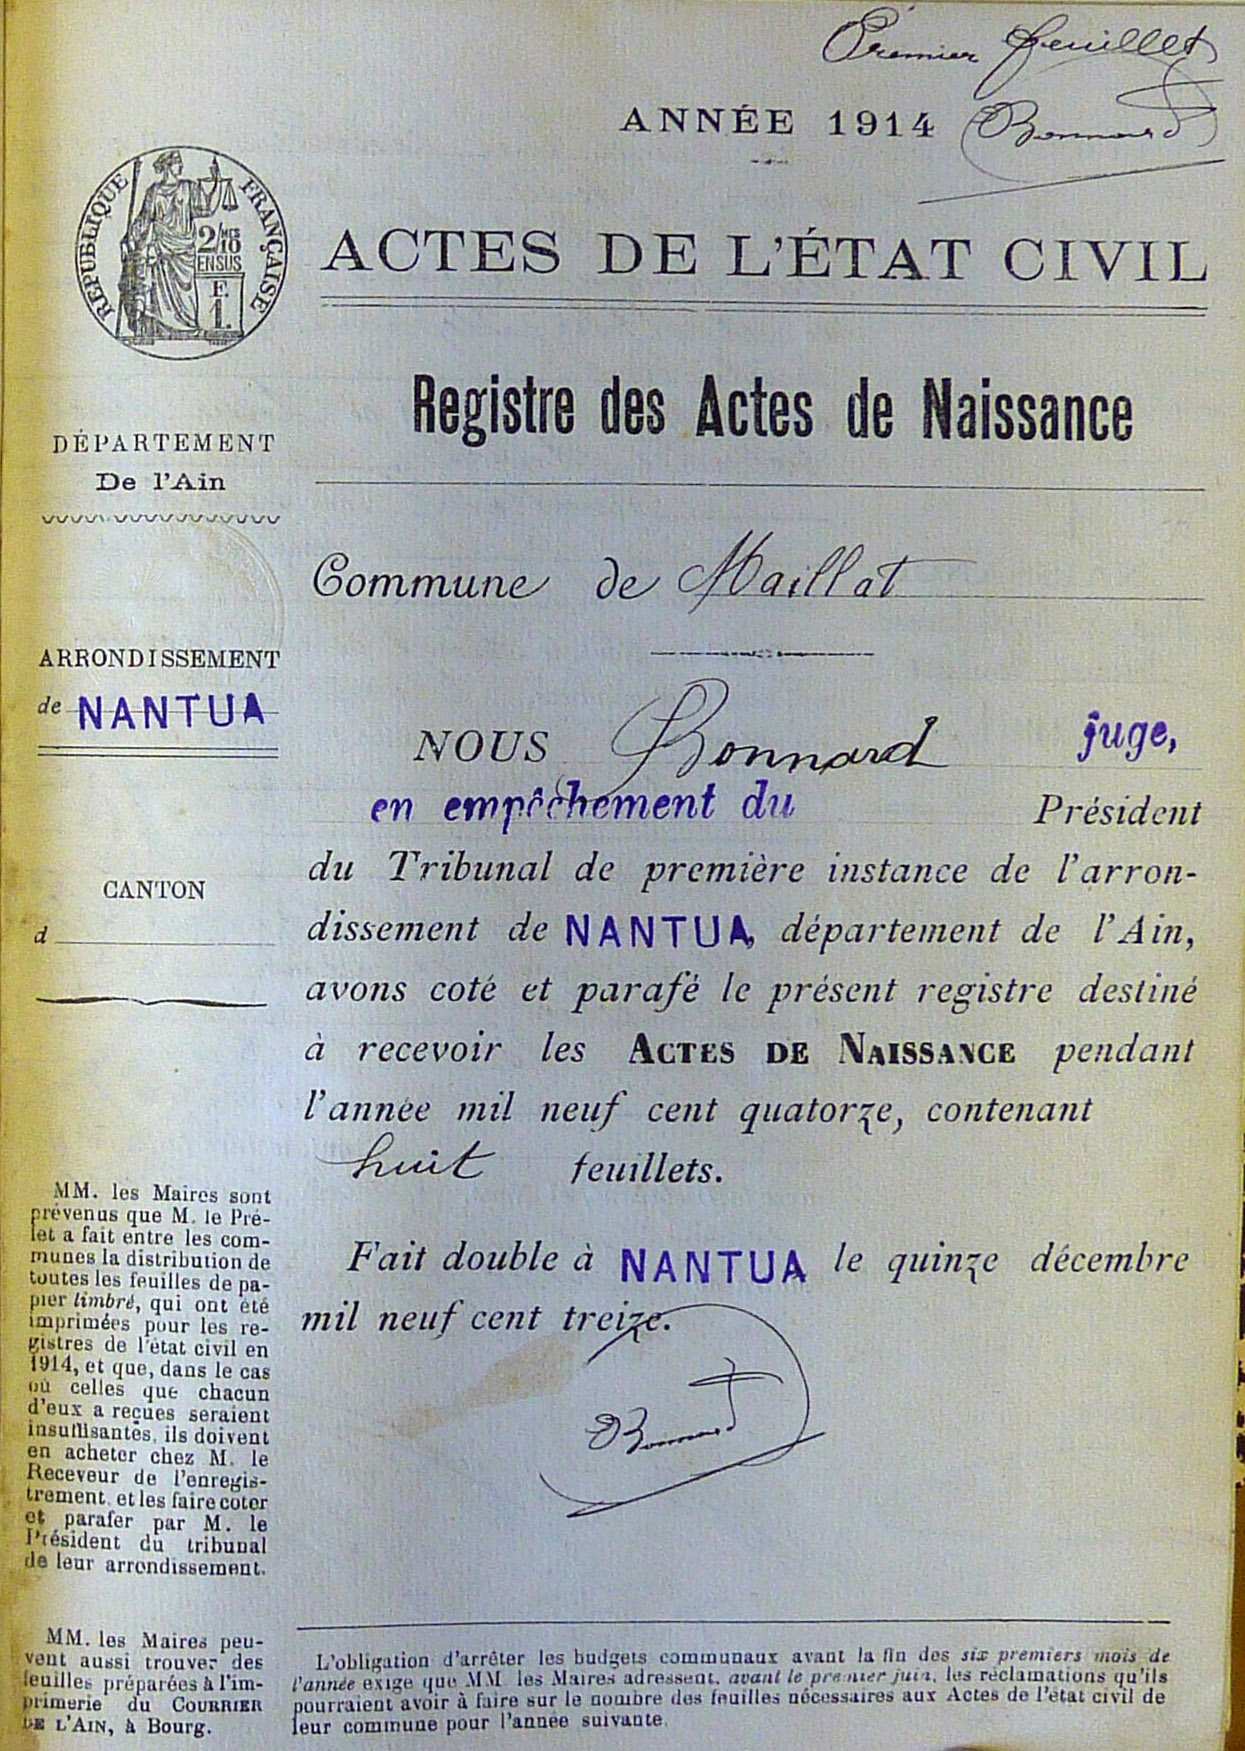 Premier feuillet
ANNÉE 1914
Bonnard
RÉPUBLIQUE FRANÇAISE
2/10 MES
EN SUS
F.
1.
ACTES DE L'ÉTAT CIVIL
Registre des Actes de Naissance
DÉPARTEMENT
De l'Ain
Commune de Maillat
ARRONDISSEMENT
de NANTUA
NOUS Bonnard juge,
en empêchement du Président
du Tribunal de première instance de l'arron-
dissement de NANTUA, département de l'Ain,
avons coté et parafé le présent registre destiné
à recevoir les ACTES DE NAISSANCE pendant
l'année mil neuf cent quatorze, contenant
huit feuillets.
CANTON
d
Fait double à NANTUA le quinze décembre
mil neuf cent treize.
Bonnard
MM. les Maires sont
prévenus que M. le Pré-
fet a fait entre les com-
munes la distribution de
toutes les feuilles de pa-
pier timbré, qui ont été
imprimées pour les re-
gistres de l'état civil en
1914, et que, dans le cas
où celles que chacun
d'eux a reçues seraient
insuffisantes, ils doivent
en acheter chez M. le
Receveur de l'enregis-
trement, et les faire coter
et parafer par M. le
Président du tribunal
de leur arrondissement.
MM. les Maires peu-
vent aussi trouver des
feuilles préparées à l'im-
primerie du COURRIER
DE L'AIN, à Bourg.
L'obligation d'arrêter les budgets communaux avant la fin des six premiers mois de
l'année exige que MM. les Maires adressent, avant le premier juin, les réclamations qu'ils
pourraient avoir à faire sur le nombre des feuilles nécessaires aux Actes de l'état civil de
leur commune pour l'année suivante.